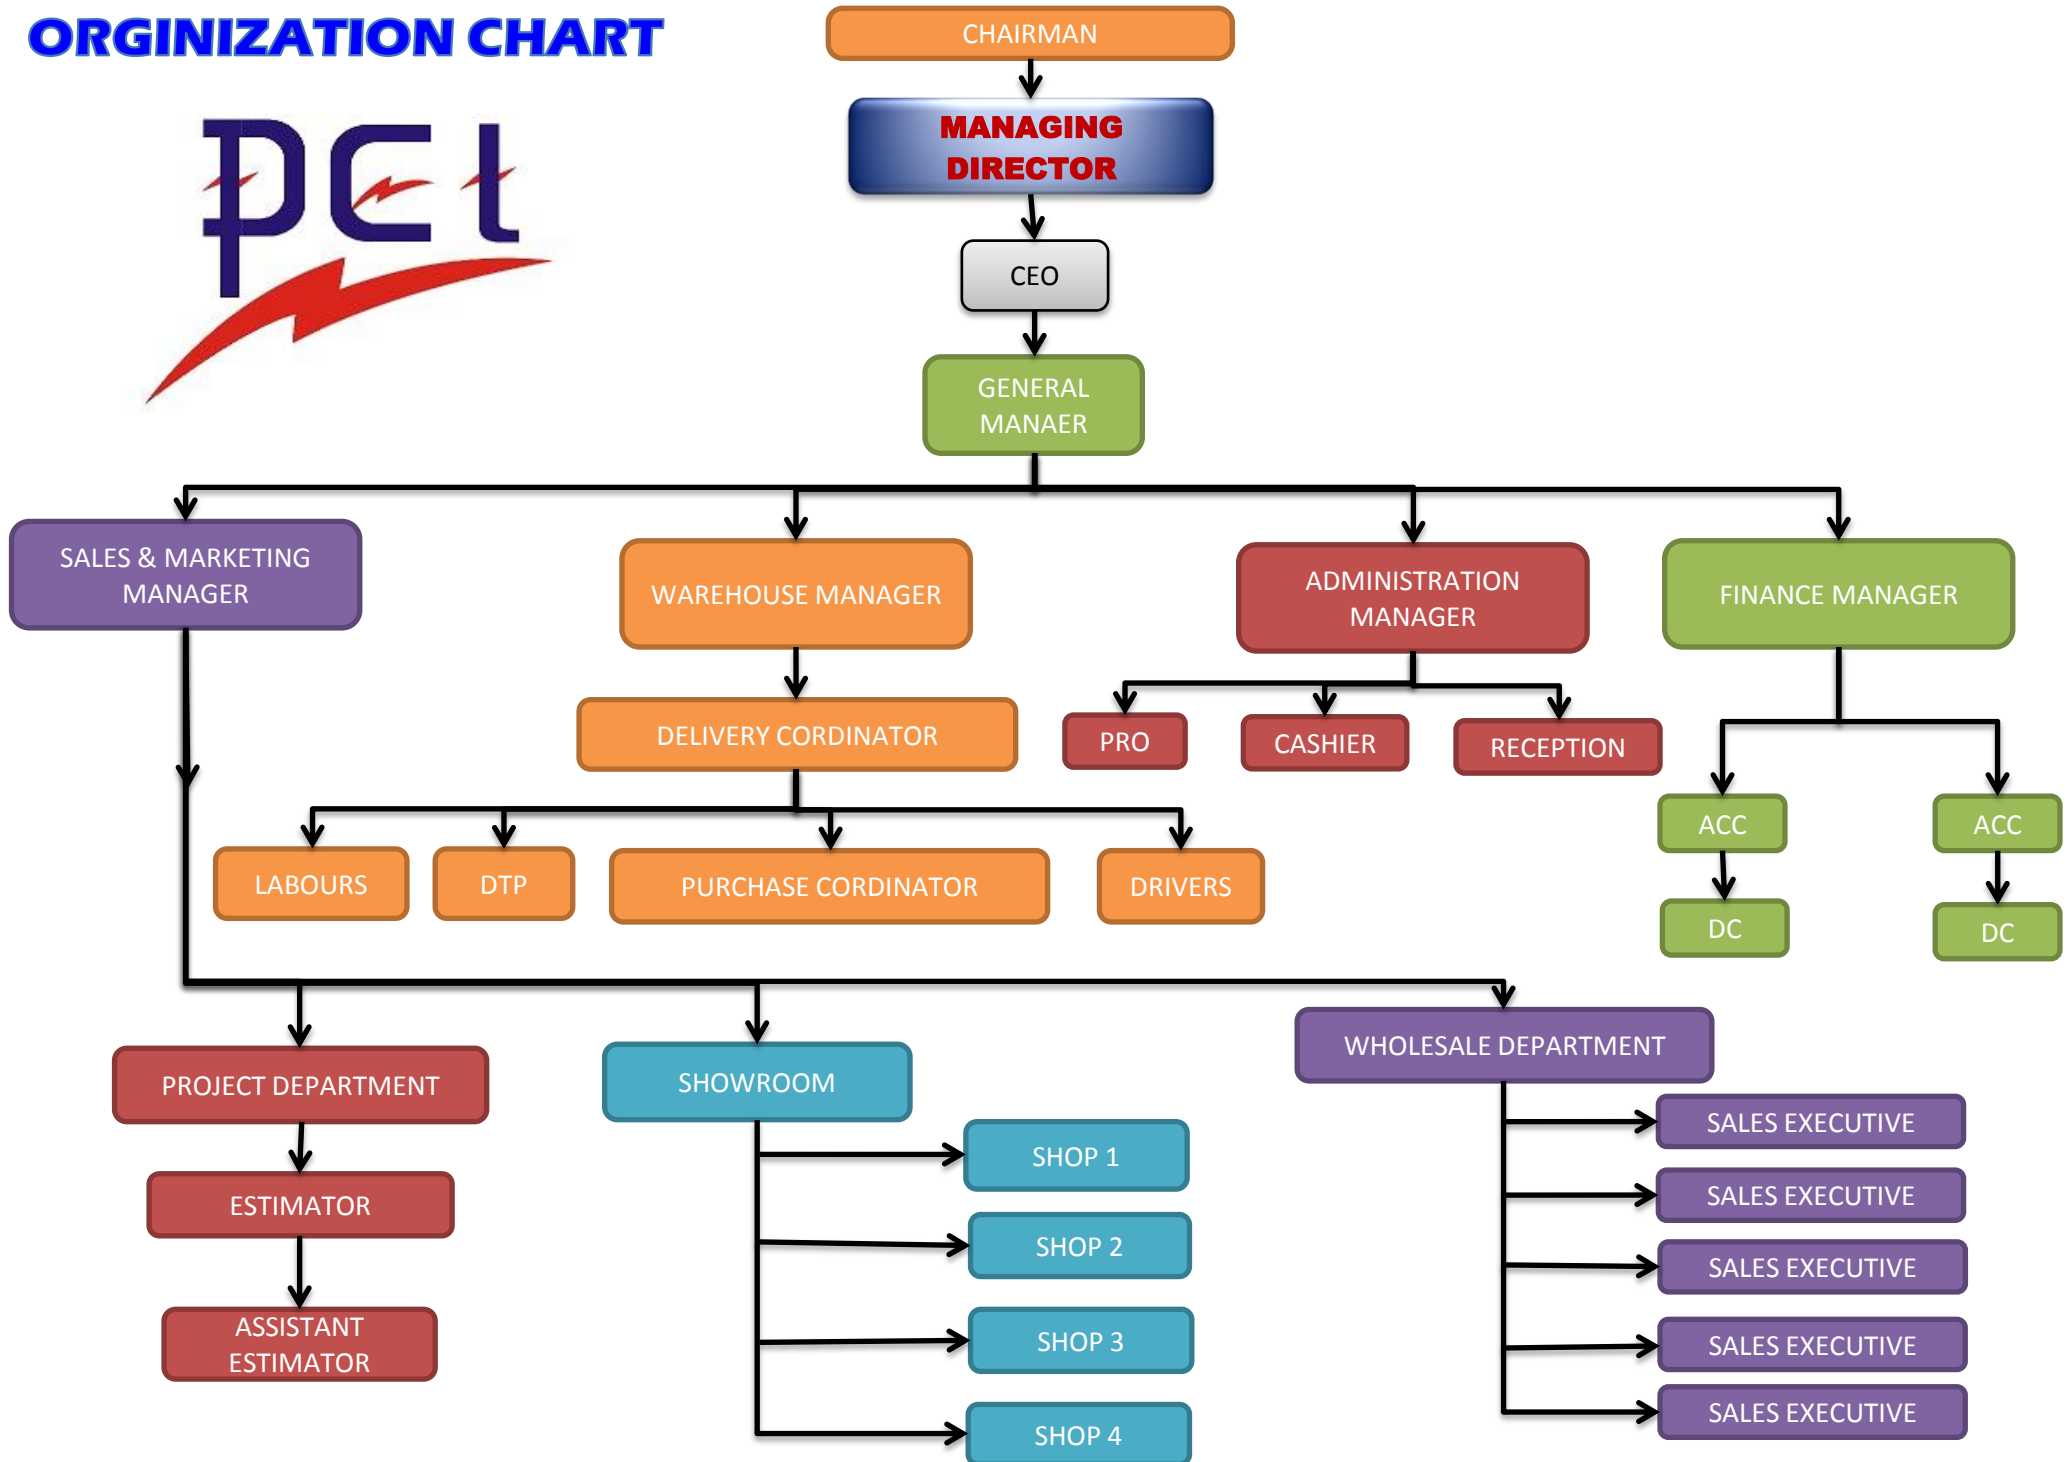 ORGINIZATION CHART
PEI
CHAIRMAN
MANAGING
DIRECTOR
CEO
GENERAL
MANAER
SALES & MARKETING
MANAGER
WAREHOUSE MANAGER
ADMINISTRATION
MANAGER
FINANCE MANAGER
DELIVERY CORDINATOR
PRO
CASHIER
RECEPTION
ACC
ACC
LABOURS
DTP
PURCHASE CORDINATOR
DRIVERS
DC
DC
PROJECT DEPARTMENT
SHOWROOM
WHOLESALE DEPARTMENT
ESTIMATOR
ASSISTANT
ESTIMATOR
SHOP 1
SHOP 2
SHOP 3
SHOP 4
SALES EXECUTIVE
SALES EXECUTIVE
SALES EXECUTIVE
SALES EXECUTIVE
SALES EXECUTIVE